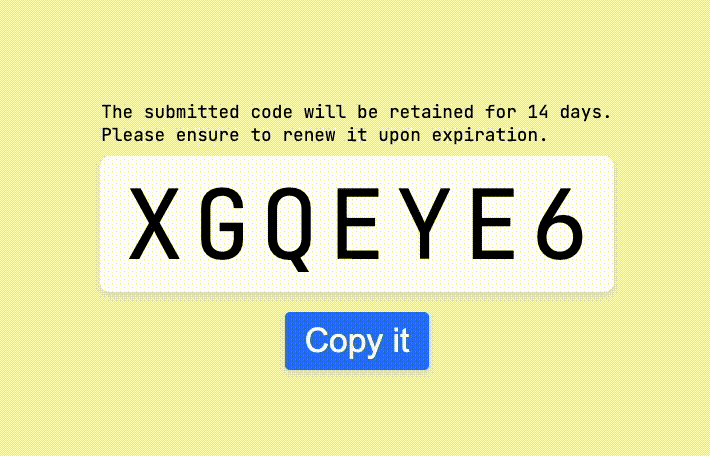 The submitted code will be retained for 14 days.
Please ensure to renew it upon expiration.
XGQEYE6
Copy it